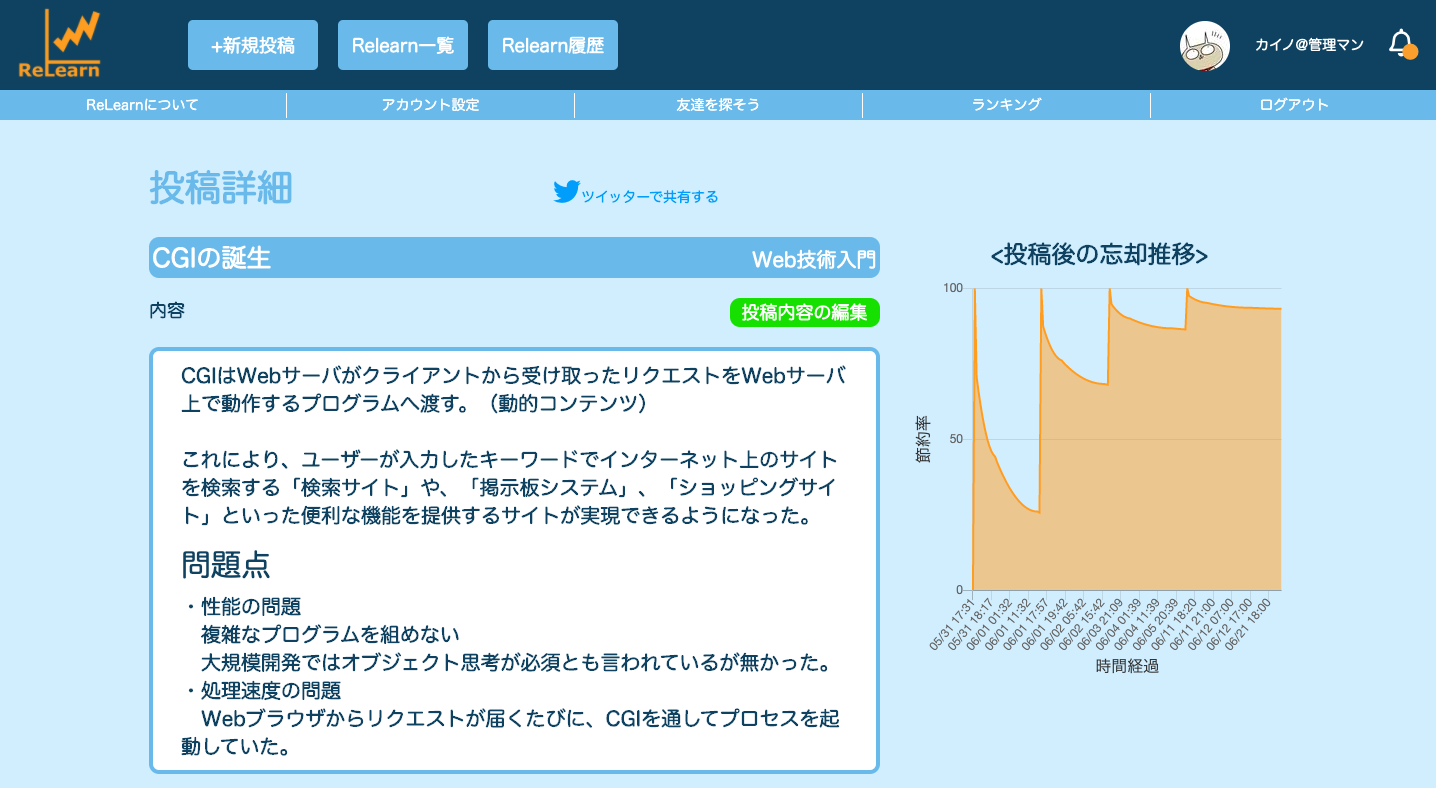 ReLearn
+新規投稿
Relearn一覧
Relearn履歴
カイノ@管理マン
ReLearnについて
アカウント設定
友達を探そう
ランキング
ログアウト
投稿詳細
ツイッターで共有する
CGIの誕生
Web技術入門
内容
投稿内容の編集
CGIはWebサーバがクライアントから受け取ったリクエストをWebサーバ
上で動作するプログラムへ渡す。（動的コンテンツ）
これにより、ユーザーが入力したキーワードでインターネット上のサイト
を検索する「検索サイト」や、「掲示板システム」、「ショッピングサイ
ト」といった便利な機能を提供するサイトが実現できるようになった。
問題点
・性能の問題
複雑なプログラムを組めない
大規模開発ではオブジェクト思考が必須とも言われているが無かった。
・処理速度の問題
Webブラウザからリクエストが届くたびに、CGIを通してプロセスを起
動していた。
<投稿後の忘却推移>
100
50
0
節約率
05/31 17:31
05/31 18:17
06/01 01:32
06/01 11:32
06/01 17:57
06/01 19:42
06/02 05:42
06/02 15:42
06/03 21:09
06/04 01:39
06/04 11:39
06/05 20:39
06/11 18:20
06/11 21:00
06/12 07:00
06/12 17:00
06/21 18:00
時間経過